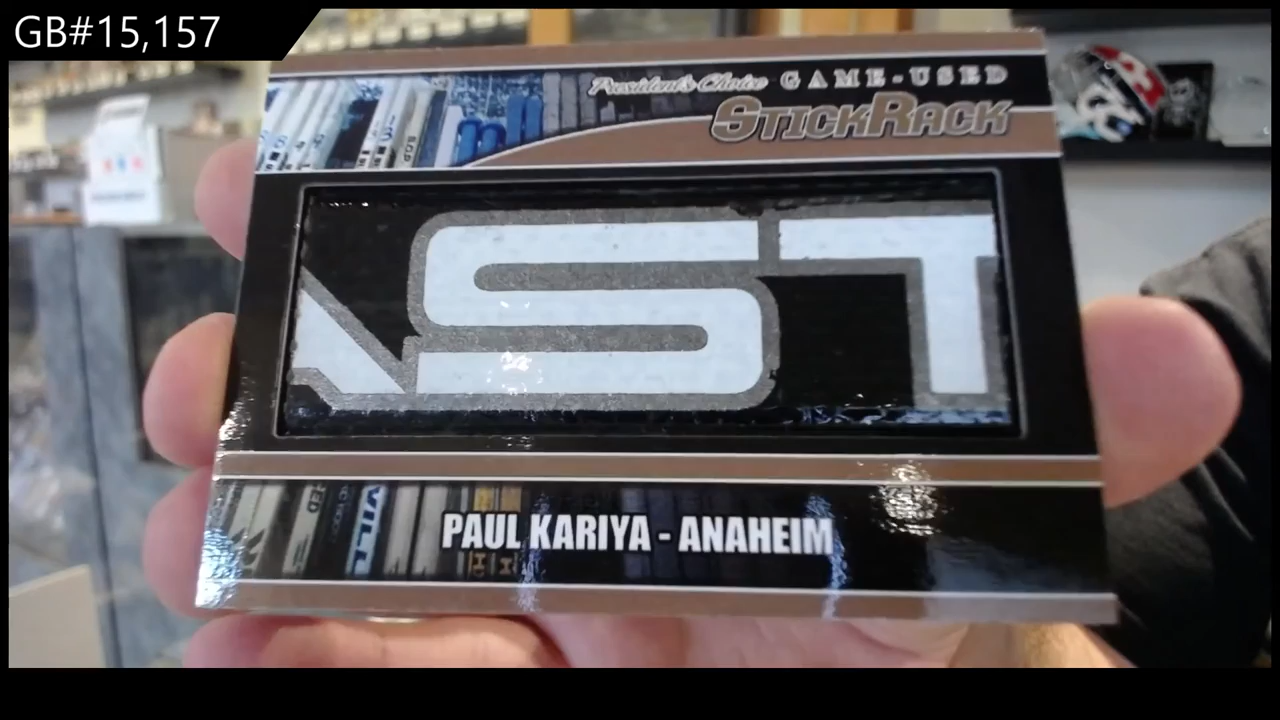 GB#15,157
President's Choice GAME-USED
STICKRACK
ST
PAUL KARIYA - ANAHEIM